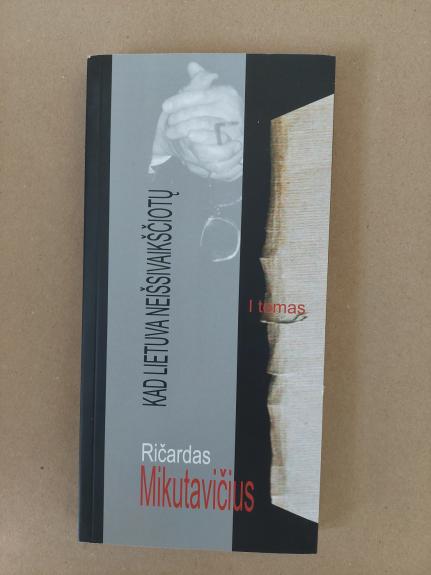 KAD LIETUVA NEIŠSIVAIKŠČIOTŲ
I tomas
Ričardas
Mikutavičius